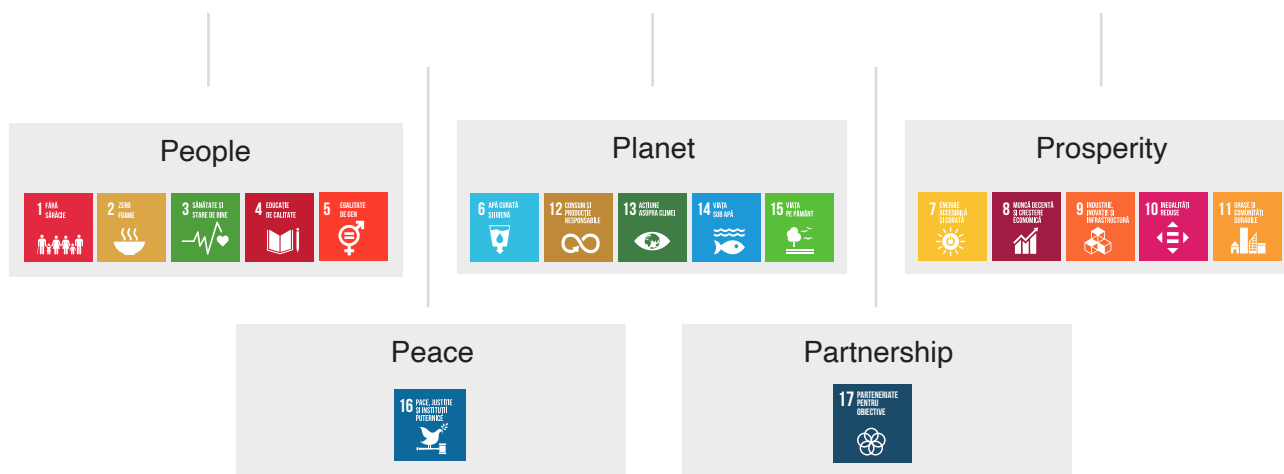 People
1 FĂRĂ
SĂRĂCIE
2 ZERO
FOAME
3 SĂNĂTATE ȘI
STARE DE BINE
4 EDUCAȚIE
DE CALITATE
5 EGALITATE
DE GEN
Planet
6 APĂ CURATĂ
ȘI IGIENĂ
12 CONSUM ȘI
PRODUCȚIE
RESPONSABILE
13 ACȚIUNE
ASUPRA CLIMEI
14 VIAȚA
SUB APĂ
15 VIAȚA
PE PĂMÂNT
Prosperity
7 ENERGIE
ACCESIBILĂ
ȘI CURATĂ
8 MUNCĂ DECENTĂ
ȘI CREȘTERE
ECONOMICĂ
9 INDUSTRIE,
INOVAȚIE ȘI
INFRASTRUCTURĂ
10 INEGALITĂȚI
REDUSE
11 ORAȘE ȘI
COMUNITĂȚI
DURABILE
Peace
16 PACE, JUSTIȚIE
ȘI INSTITUȚII
PUTERNICE
Partnership
17 PARTENERIATE
PENTRU
OBIECTIVE